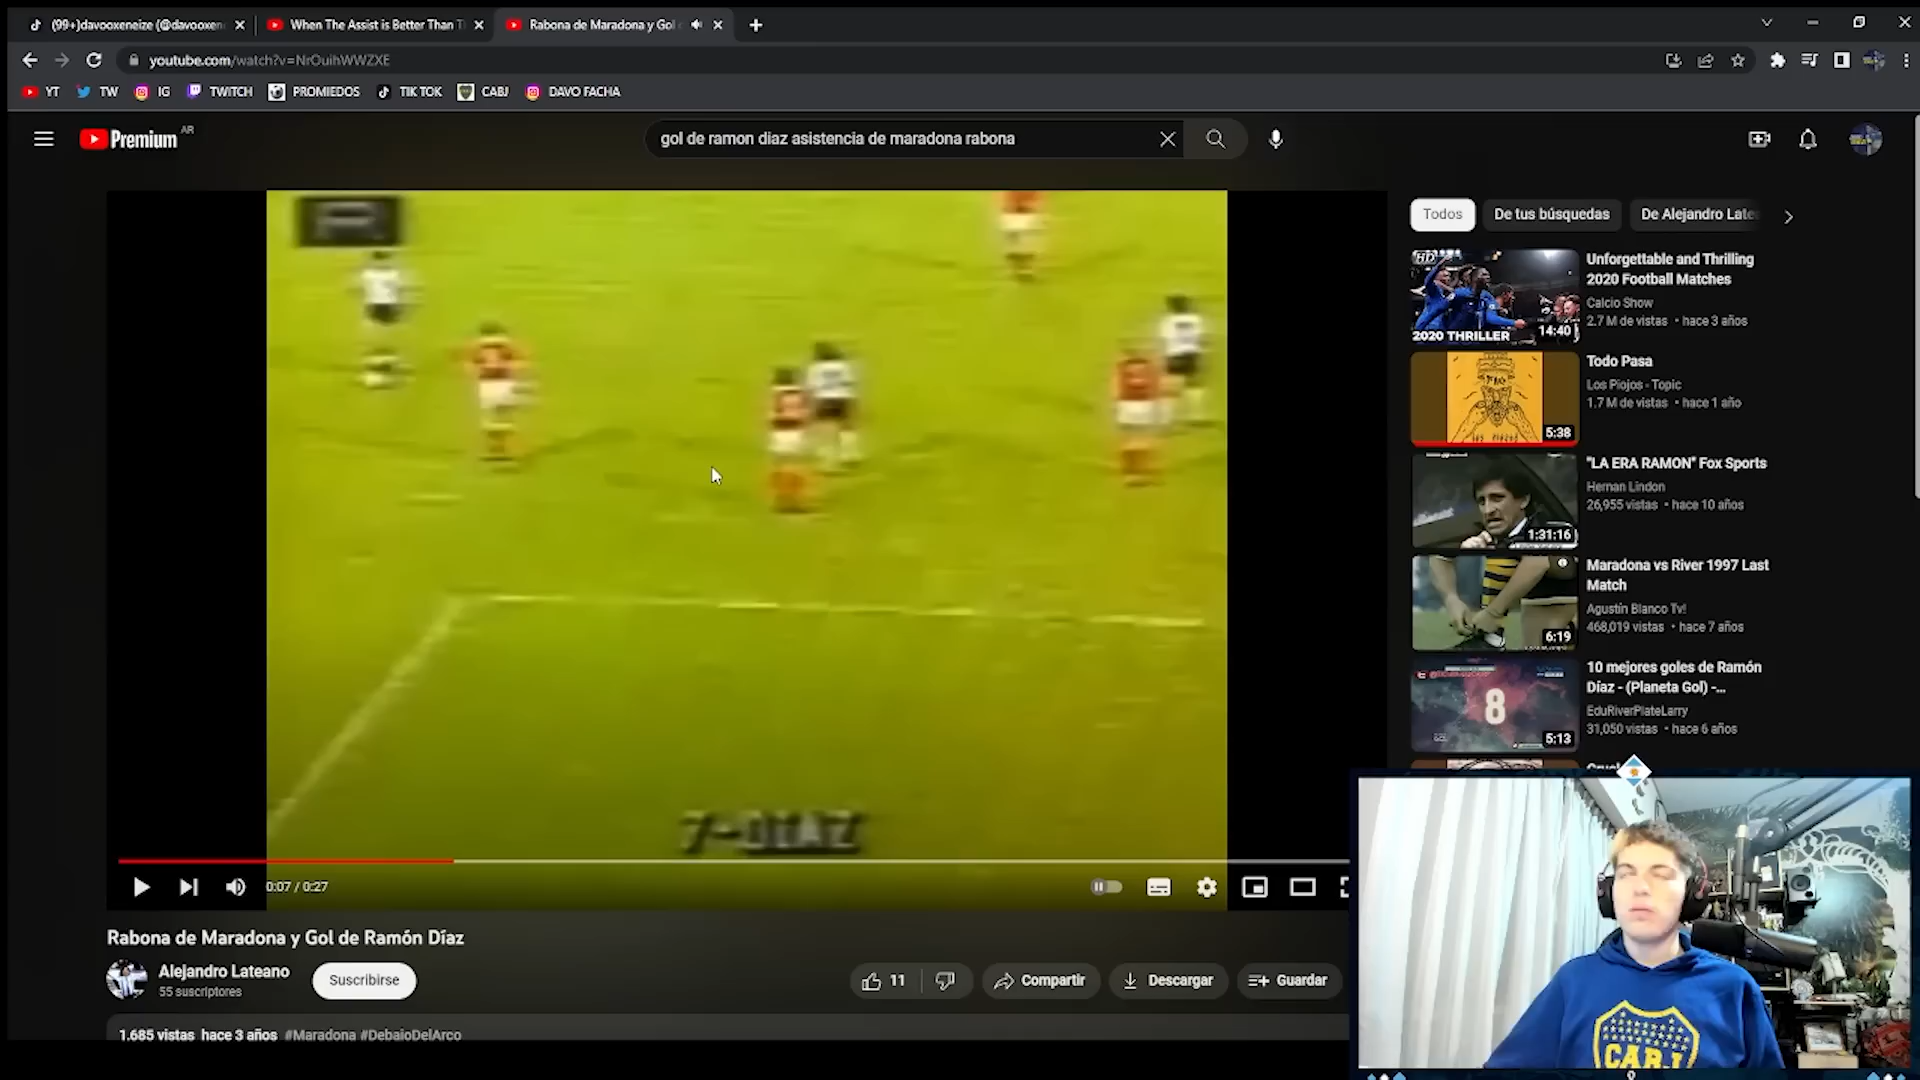 (99+)davooxeneize (@davooxen
When The Assist is Better Than T
Rabona de Maradona y Gol
youtube.com/watch?v=NrOuihWWZXE
YT
TW
IG
TWITCH
PROMIEDOS
TIK TOK
CABJ
DAVO FACHA
Premium
AR
gol de ramon diaz asistencia de maradona rabona
Todos
De tus búsquedas
De Alejandro Late
HD
2020 THRILLER
14:40
Unforgettable and Thrilling
2020 Football Matches
Calcio Show
2.7 M de vistas • hace 3 años
5:38
Todo Pasa
Los Piojos - Topic
1.7 M de vistas • hace 1 año
1:31:16
"LA ERA RAMON" Fox Sports
Hernan Lindon
26,955 vistas • hace 10 años
6:19
Maradona vs River 1997 Last
Match
Agustín Blanco Tv!
468,019 vistas • hace 7 años
8
5:13
10 mejores goles de Ramón
Díaz - (Planeta Gol) -...
EduRiverPlateLarry
31,050 vistas • hace 6 años
7-DIAZ
0:07 / 0:27
Rabona de Maradona y Gol de Ramón Díaz
Alejandro Lateano
55 suscriptores
Suscribirse
11
Compartir
Descargar
Guardar
1.685 vistas hace 3 años #Maradona #DebajoDelArco
CABJ